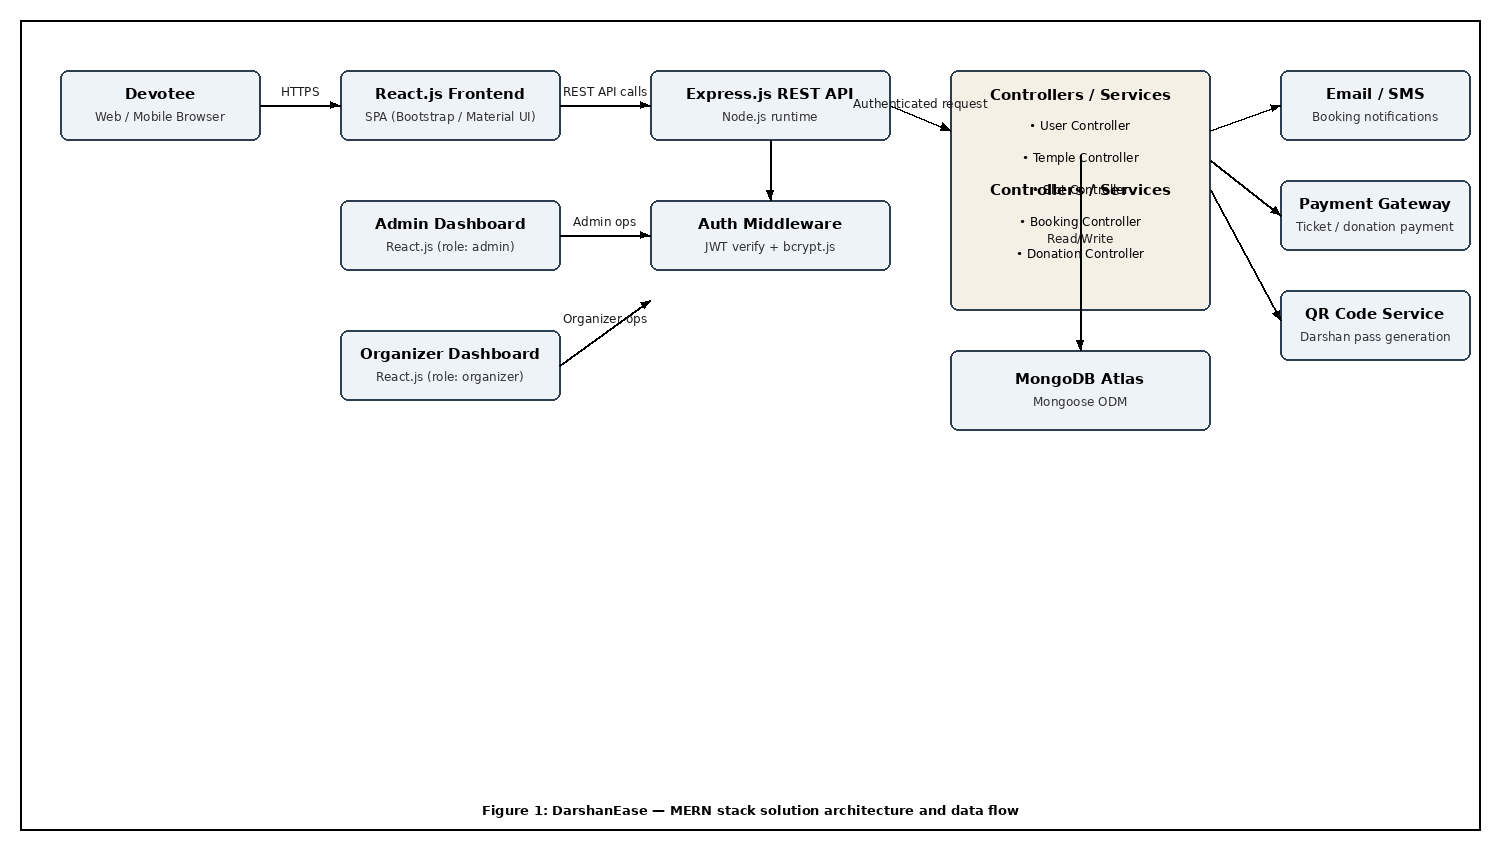 Devotee
Web / Mobile Browser
HTTPS
React.js Frontend
SPA (Bootstrap / Material UI)
REST API calls
Express.js REST API
Node.js runtime
Authenticated request
Controllers / Services
• User Controller
• Temple Controller
• Slot Controller
Controllers / Services
• Booking Controller
Read/Write
• Donation Controller
Email / SMS
Booking notifications
Admin Dashboard
React.js (role: admin)
Admin ops
Auth Middleware
JWT verify + bcrypt.js
Payment Gateway
Ticket / donation payment
Organizer ops
Organizer Dashboard
React.js (role: organizer)
QR Code Service
Darshan pass generation
MongoDB Atlas
Mongoose ODM
Figure 1: DarshanEase — MERN stack solution architecture and data flow